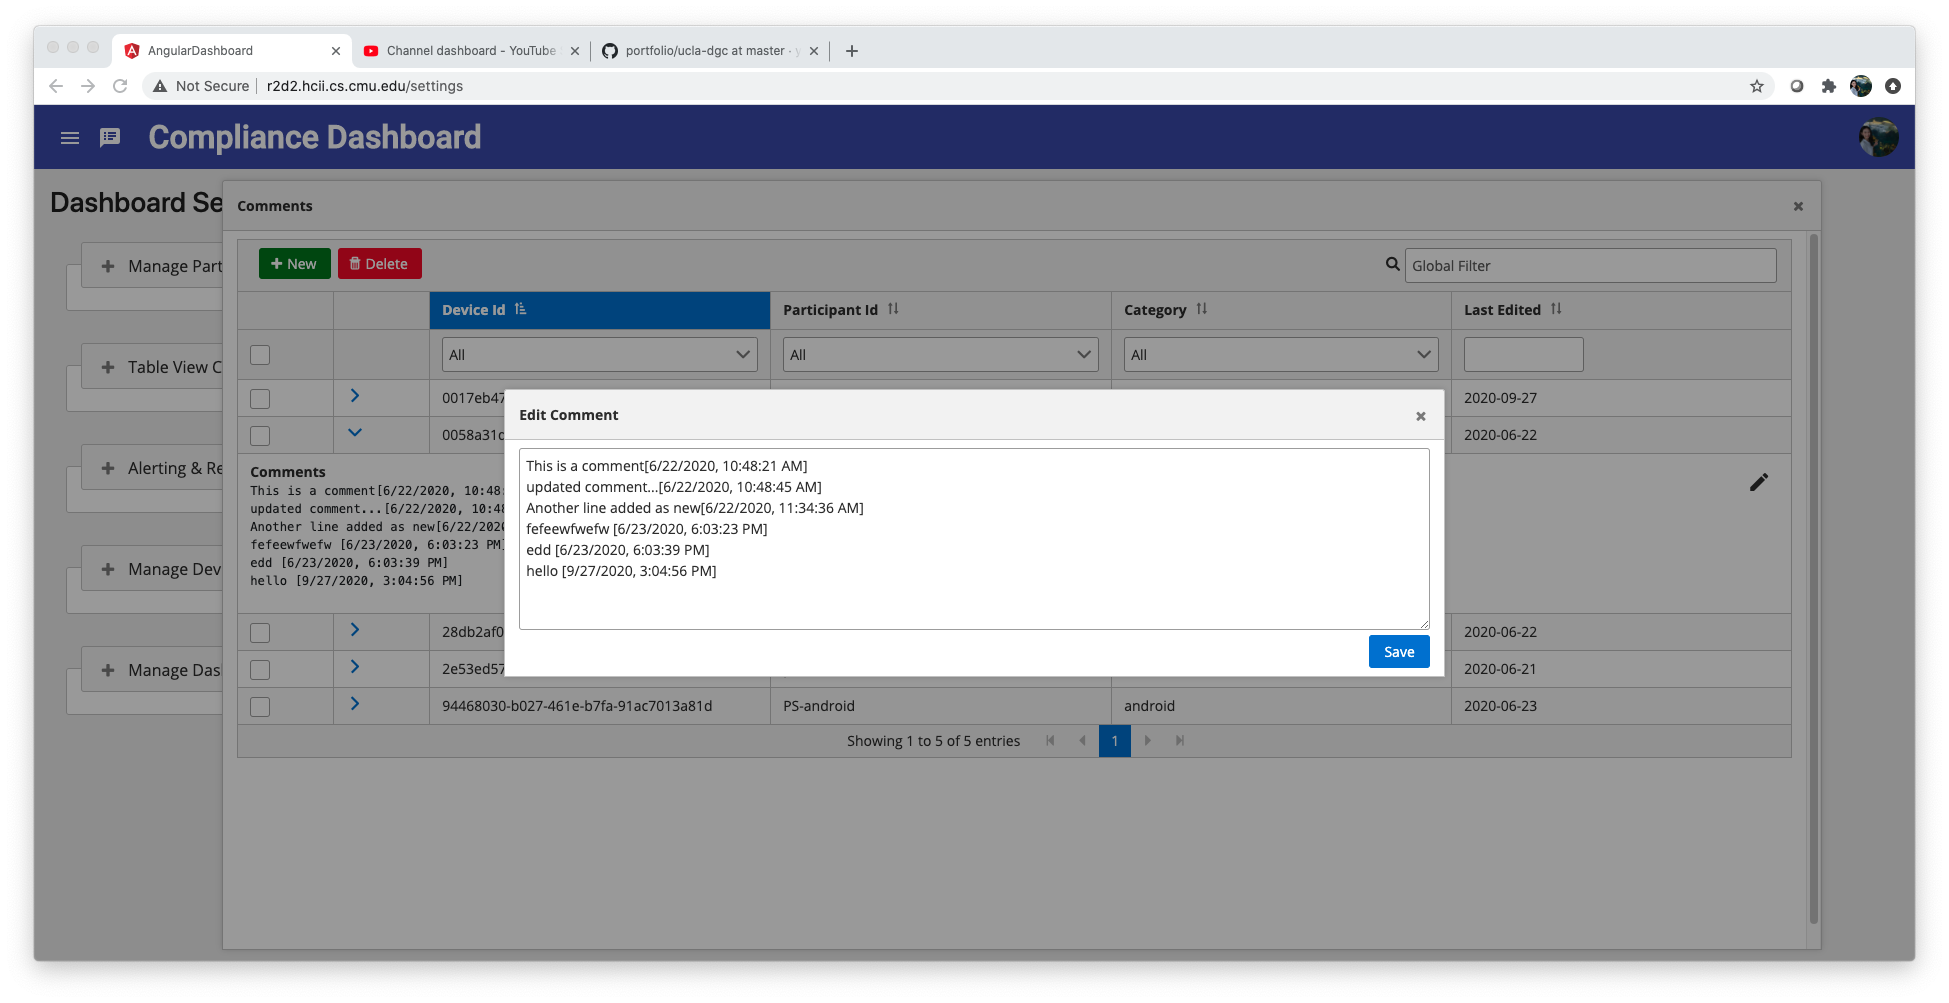 AngularDashboard
Channel dashboard - YouTube
portfolio/ucla-dgc at master ·
Not Secure
r2d2.hcii.cs.cmu.edu/settings
Compliance Dashboard
Dashboard Se
Comments
Manage Part
Table View C
Alerting & Re
Manage Dev
Manage Das
New
Delete
Global Filter
Device Id
Participant Id
Category
Last Edited
All
All
All
0017eb47
2020-09-27
0058a31
2020-06-22
Comments
This is a comment[6/22/2020, 10:48:
updated comment...[6/22/2020, 10:4
Another line added as new[6/22/2020
fefeewfwefw [6/23/2020, 6:03:23 PM]
edd [6/23/2020, 6:03:39 PM]
hello [9/27/2020, 3:04:56 PM]
28db2af0
2020-06-22
2e53ed57
2020-06-21
94468030-b027-461e-b7fa-91ac7013a81d
PS-android
android
2020-06-23
Showing 1 to 5 of 5 entries
1
Edit Comment
This is a comment[6/22/2020, 10:48:21 AM]
updated comment...[6/22/2020, 10:48:45 AM]
Another line added as new[6/22/2020, 11:34:36 AM]
fefeewfwefw [6/23/2020, 6:03:23 PM]
edd [6/23/2020, 6:03:39 PM]
hello [9/27/2020, 3:04:56 PM]
Save